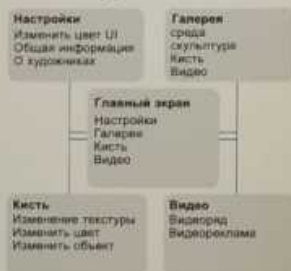 Настройки
Изменить цвет UI
Общая информация
О художниках
Галерея
среда
скульптура
Кисть
Видео
Главный экран
Настройки
Галерея
Кисть
Видео
Кисть
Изменение текстуры
Изменить цвет
Изменить объект
Видео
Видеоряд
Видеореклама